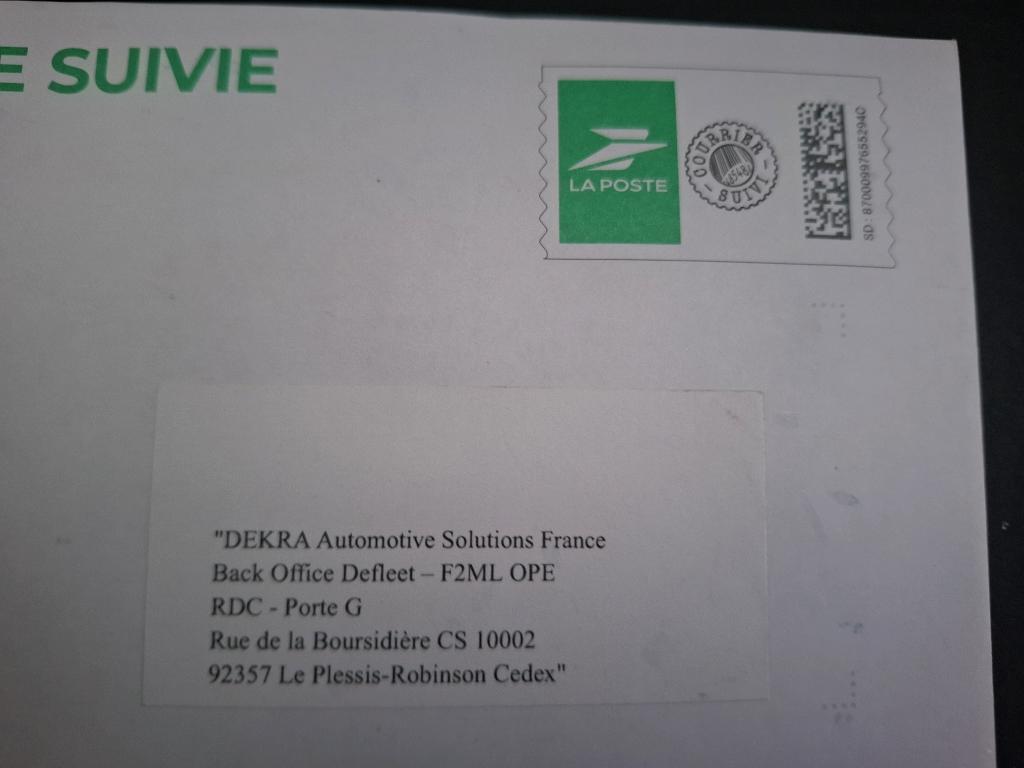 E SUIVIE
LA POSTE
COURRIER
SUIVI
SD : 87000997655294C
"DEKRA Automotive Solutions France
Back Office Defleet – F2ML OPE
RDC - Porte G
Rue de la Boursidière CS 10002
92357 Le Plessis-Robinson Cedex"